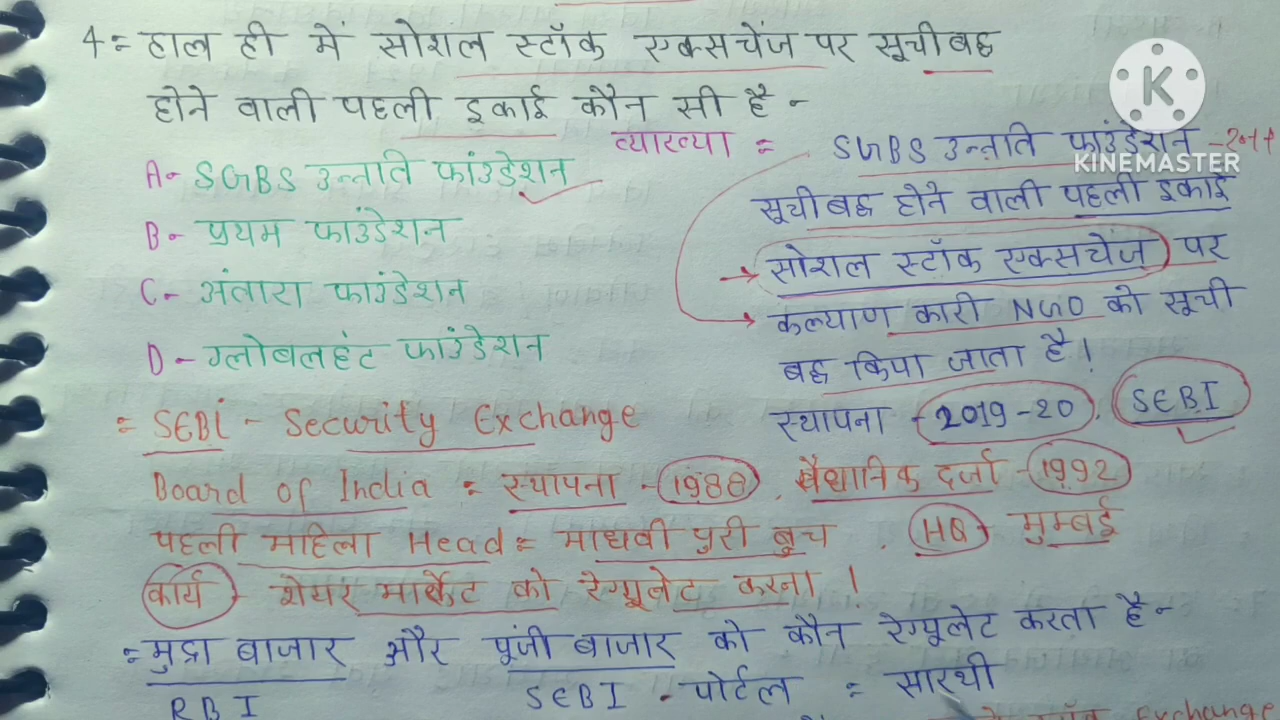 4= हाल ही में सोशल स्टॉक एक्सचेंज पर सूचीबद्ध
होने वाली पहली इकाई कौन सी है -
A- SGBS उन्नति फांउडेशन
B- प्रथम फाउंडेशन
C- अंतारा फाउंडेशन
D- ग्लोबलहंट फाउंडेशन
व्याख्या = SGBS उन्नति फाउंडेशन -2011
सूचीबद्ध होने वाली पहली इकाई
सोशल स्टॉक एक्सचेंज पर
कल्याण कारी NGO को सूची
बद्ध किया जाता है।
स्थापना - 2019-20. SEBI
= SEBI - Security Exchange
Board of India = स्थापना - 1988. वैधानिक दर्जा - 1992
पहली महिला Head = माधवी पुरी बूच. HQ मुम्बई
कार्य - शेयर मार्केट को रेग्यूलेट करना।
= मुद्रा बाजार और पूंजी बाजार को कौन रेग्यूलेट करता है-
RBI SEBI - पोर्टल = सारथी
Exchange
KINEMASTER